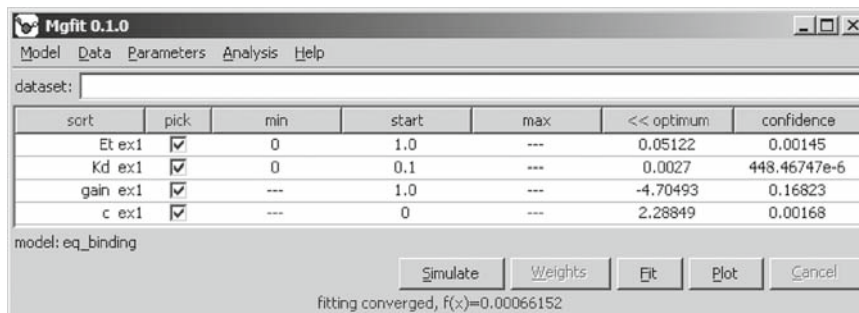 Mgfit 0.1.0
Model Data Parameters Analysis Help
dataset:
sort pick min start max << optimum confidence
Et ex1 0 1.0 --- 0.05122 0.00145
Kd ex1 0 0.1 --- 0.0027 448.46747e-6
gain ex1 --- 1.0 --- -4.70493 0.16823
c ex1 --- 0 --- 2.28849 0.00168
model: eq_binding
Simulate Weights Fit Plot Cancel
fitting converged, f(x)=0.00066152